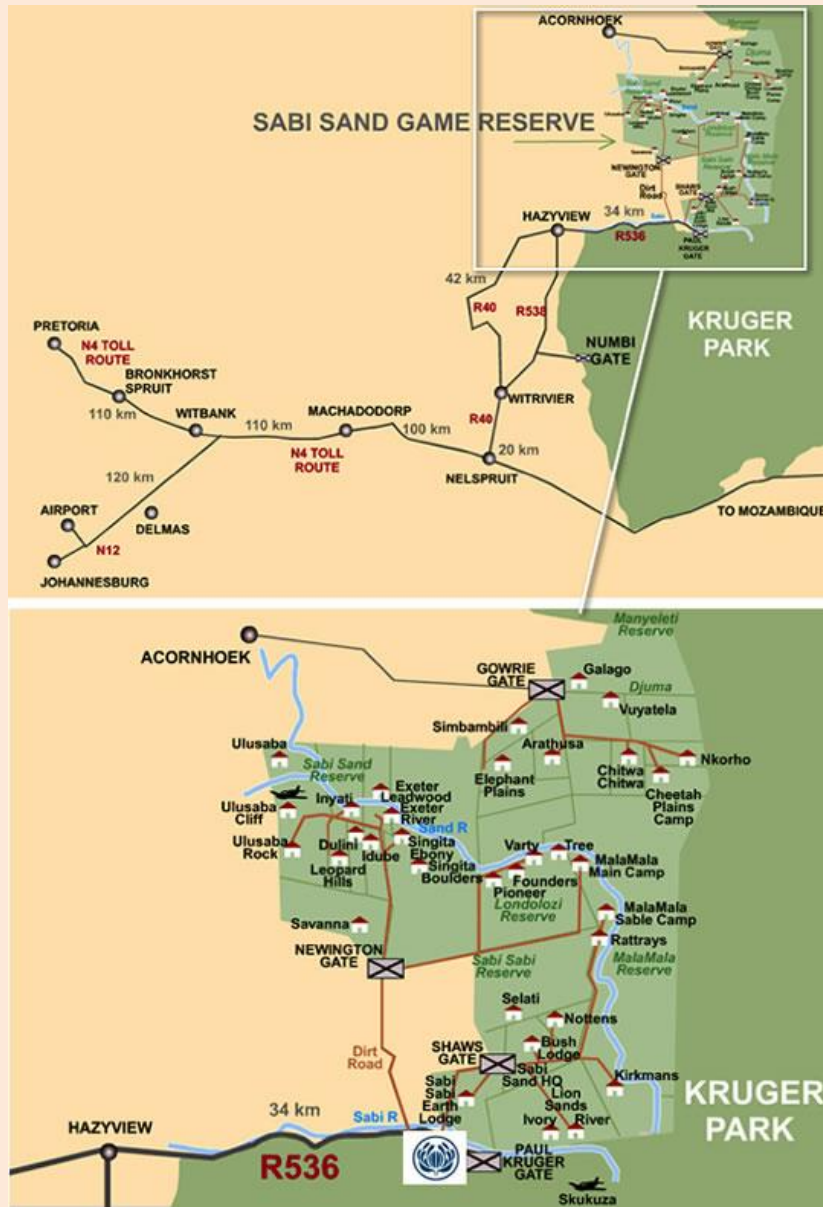 ACORNHOEK
Manyeleti
Reserve
GOWRIE
GATE
Djuma
SABI SAND GAME RESERVE
NEWINGTON
GATE
Dirt
Road
SHAWS
GATE
34 km
HAZYVIEW
R536
PAUL
KRUGER
GATE
42 km
R40
R538
KRUGER
PARK
NUMBI
GATE
PRETORIA
N4 TOLL
ROUTE
BRONKHORST
SPRUIT
110 km
WITBANK
110 km
MACHADODORP
100 km
N4 TOLL
ROUTE
WITRIVIER
R40
20 km
NELSPRUIT
120 km
AIRPORT
DELMAS
N12
JOHANNESBURG
TO MOZAMBIQUE
Manyeleti
Reserve
ACORNHOEK
GOWRIE
GATE
Galago
Djuma
Vuyatela
Simbambili
Arathusa
Nkorho
Elephant
Plains
Chitwa
Chitwa
Cheetah
Plains
Camp
Ulusaba
Sabi Sand
Reserve
Exeter
Leadwood
Ulusaba
Cliff
Inyati
Exeter
River
Sand R
Ulusaba
Rock
Dulini
Idube
Singita
Ebony
Leopard
Hills
Singita
Boulders
Varty
Tree
MalaMala
Main Camp
Founders
Pioneer
Londolozi
Reserve
MalaMala
Sable Camp
Savanna
Rattrays
NEWINGTON
GATE
Sabi Sabi
Reserve
MalaMala
Reserve
Selati
Nottens
Dirt
Road
SHAWS
GATE
Bush
Lodge
Sabi
Sand HQ
Kirkmans
Sabi
Sabi
Earth
Lodge
Lion
Sands
Ivory
River
KRUGER
PARK
34 km
Sabi R
HAZYVIEW
R536
PAUL
KRUGER
GATE
Skukuza